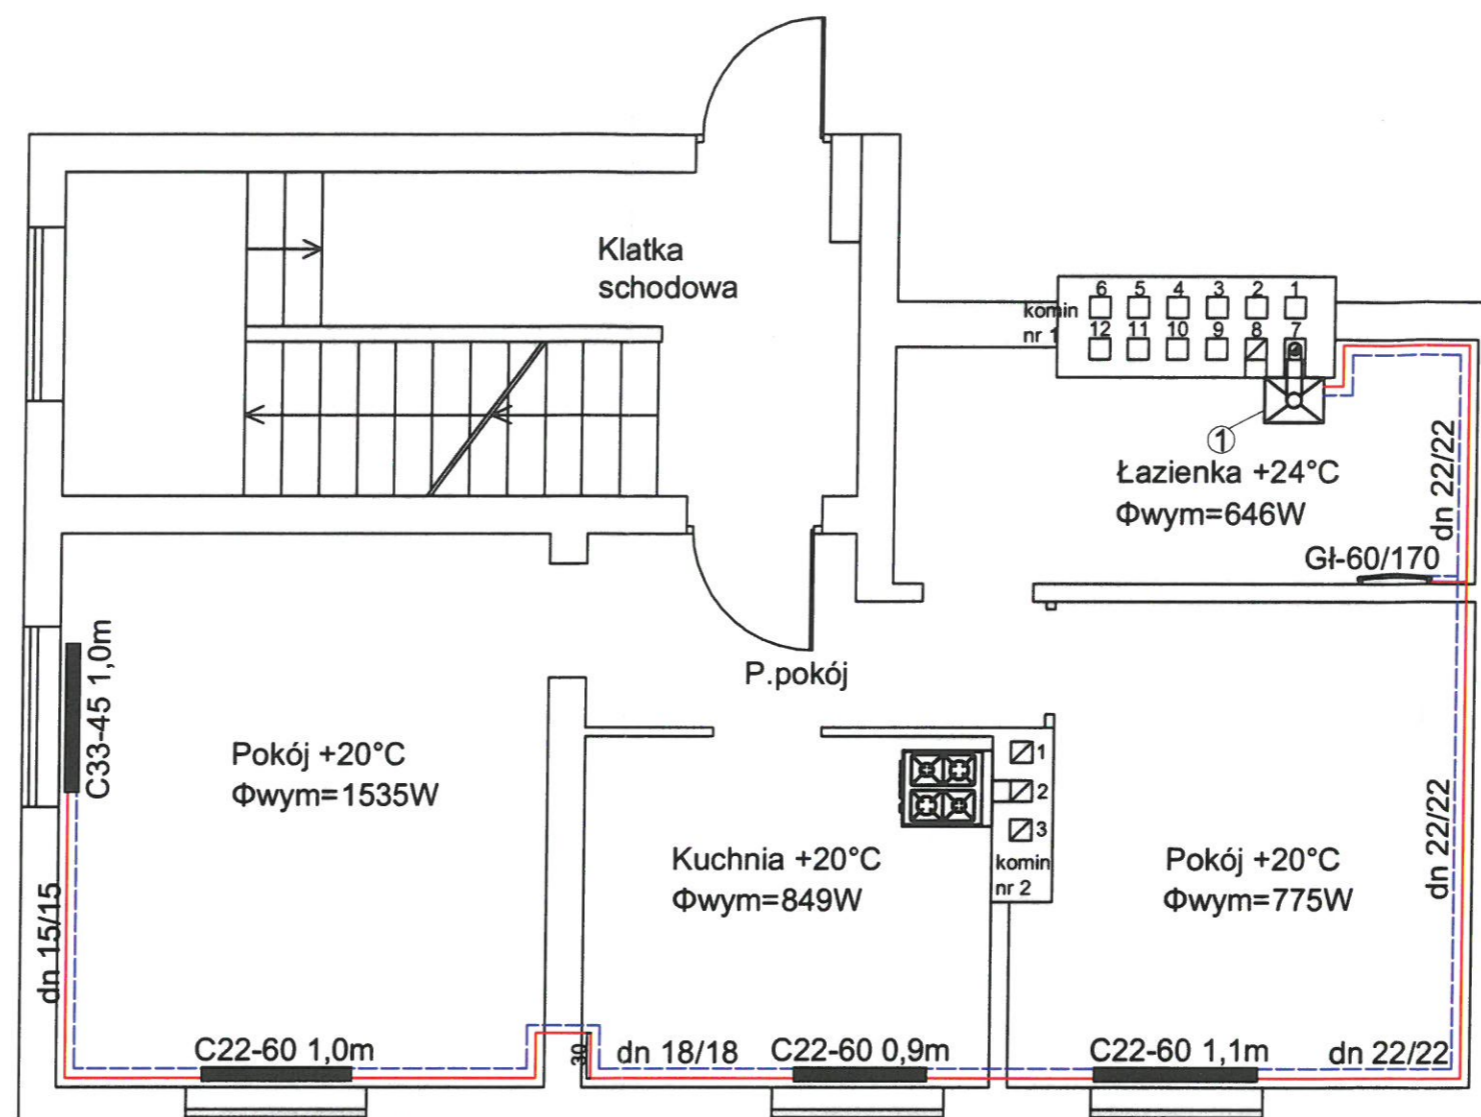 Klatka
schodowa
6 5 4 3 2 1
komin
nr 1
12 11 10 9 8 7
1
Łazienka +24°C
Φwym=646W
dn 22/22
Gł-60/170
P.pokój
C33-45 1,0m
Pokój +20°C
Φwym=1535W
1
2
3
komin
nr 2
Kuchnia +20°C
Φwym=849W
Pokój +20°C
Φwym=775W
dn 22/22
dn 15/15
C22-60 1,0m
30
dn 18/18
C22-60 0,9m
C22-60 1,1m
dn 22/22